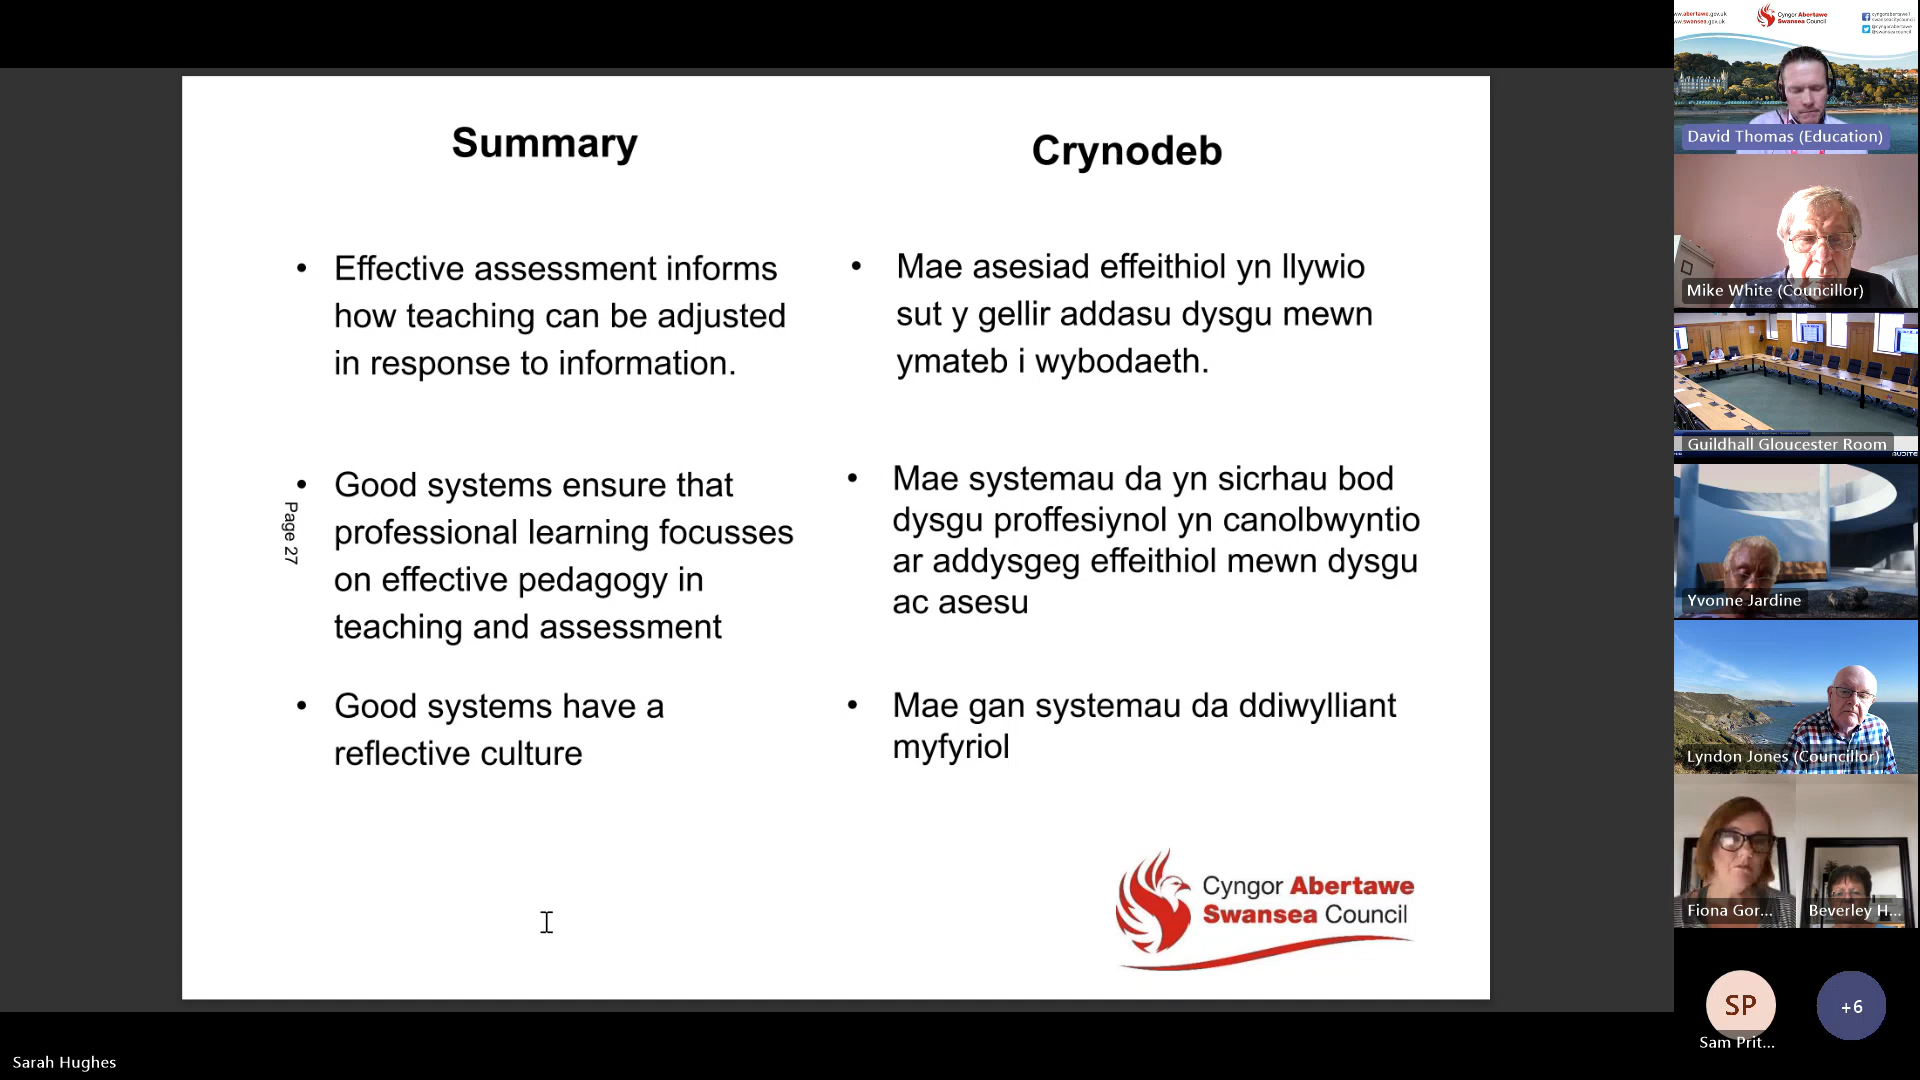 Summary
Effective assessment informs
how teaching can be adjusted
in response to information.
Good systems ensure that
professional learning focusses
on effective pedagogy in
teaching and assessment
Good systems have a
reflective culture
Page 27
Crynodeb
Mae asesiad effeithiol yn llywio
sut y gellir addasu dysgu mewn
ymateb i wybodaeth.
Mae systemau da yn sicrhau bod
dysgu proffesiynol yn canolbwyntio
ar addysgeg effeithiol mewn dysgu
ac asesu
Mae gan systemau da ddiwylliant
myfyriol
Cyngor Abertawe
Swansea Council
Sarah Hughes
Cyngor Abertawe
Swansea Council
David Thomas (Education)
Mike White (Councillor)
Guildhall Gloucester Room
Yvonne Jardine
Lyndon Jones (Councillor)
Fiona Gor...
Beverley H...
SP
Sam Prit...
+6